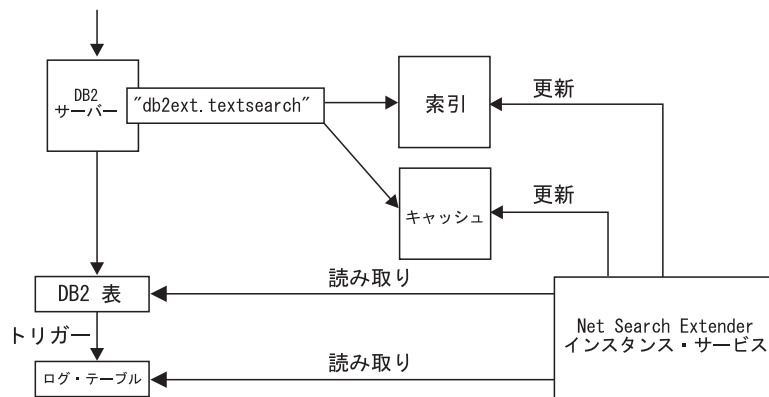 DB2
サーバー
"db2ext.textsearch"
索引
更新
キャッシュ
更新
DB2 表
読み取り
トリガー
Net Search Extender
インスタンス・サービス
ログ・テーブル
読み取り